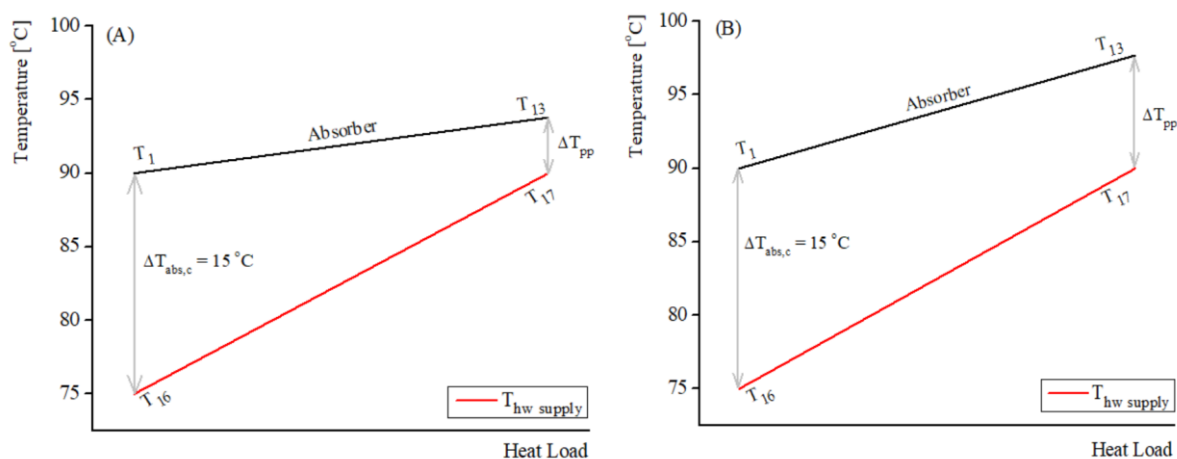 (A)
Temperature [°C]
100
95
90
85
80
75
T13
Absorber
T1
ΔTpp
T17
ΔTabs,c = 15 °C
T16
Thw supply
Heat Load
(B)
Temperature [°C]
100
95
90
85
80
75
T13
Absorber
T1
ΔTpp
T17
ΔTabs,c = 15 °C
T16
Thw supply
Heat Load